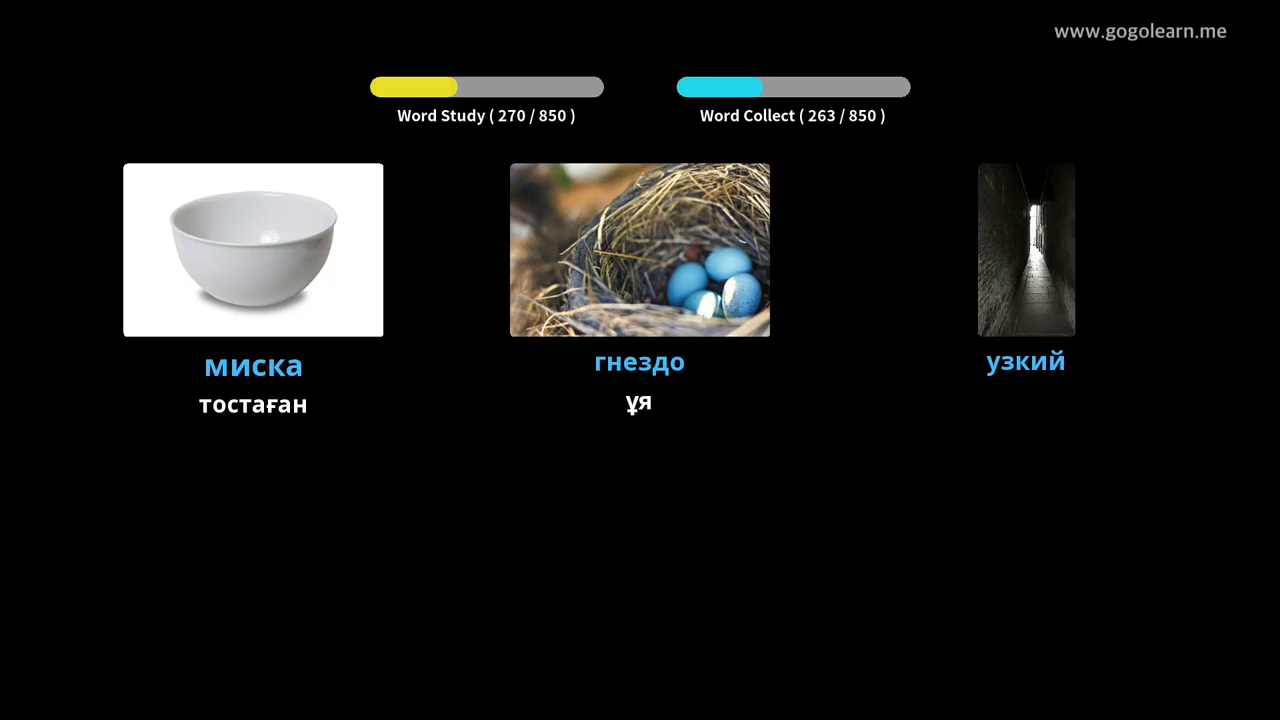 www.gogolearn.me
Word Study ( 270 / 850 )
Word Collect ( 263 / 850 )
миска
гнездо
узкий
тостаған
ұя